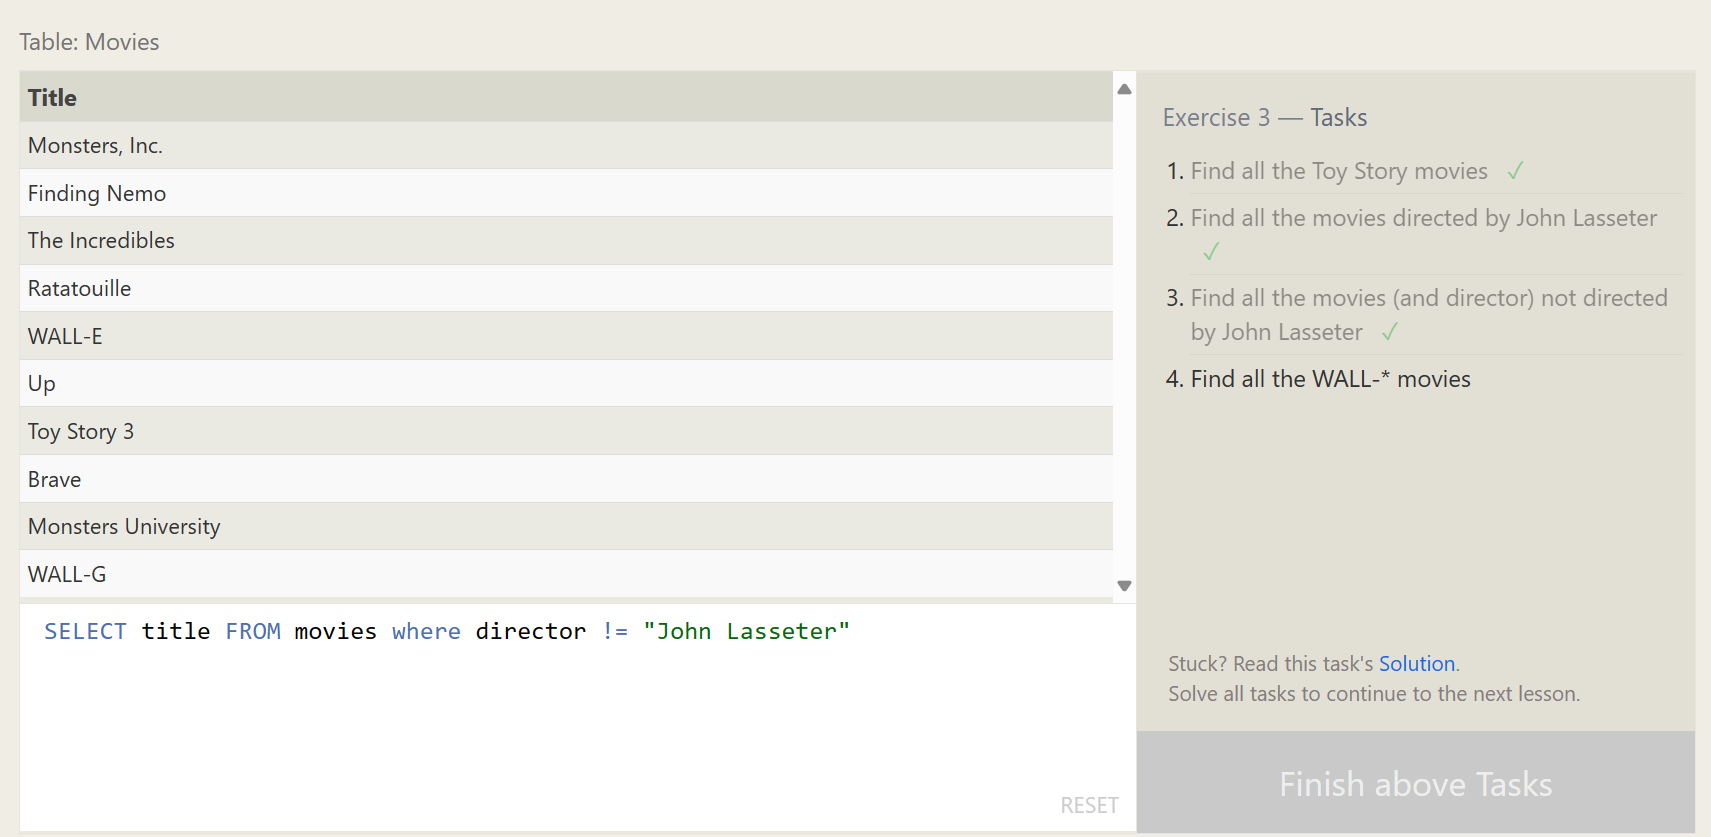 Table: Movies
Title
Monsters, Inc.
Finding Nemo
The Incredibles
Ratatouille
WALL-E
Up
Toy Story 3
Brave
Monsters University
WALL-G
SELECT title FROM movies where director != "John Lasseter"
RESET
Exercise 3 — Tasks
1. Find all the Toy Story movies ✓
2. Find all the movies directed by John Lasseter
✓
3. Find all the movies (and director) not directed
by John Lasseter ✓
4. Find all the WALL-* movies
Stuck? Read this task's Solution.
Solve all tasks to continue to the next lesson.
Finish above Tasks